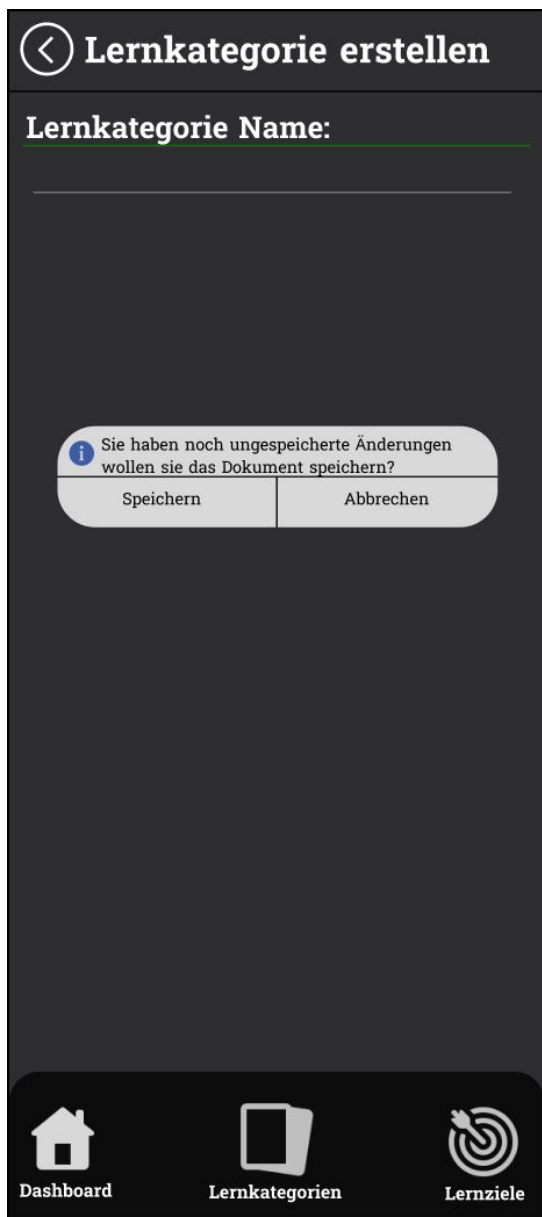 Lernkategorie erstellen
Lernkategorie Name:
i Sie haben noch ungespeicherte Änderungen
wollen sie das Dokument speichern?
Speichern Abbrechen
Dashboard Lernkategorien Lernziele